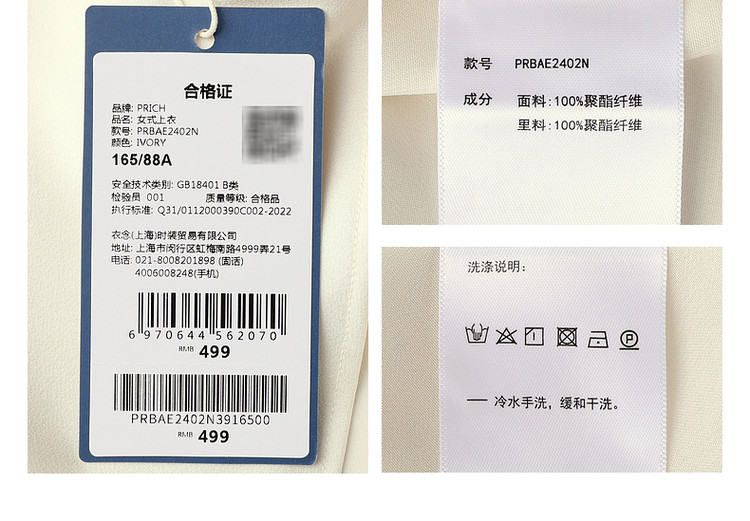 合格证
品牌: PRICH
品名: 女式上衣
款号: PRBAE2402N
颜色: IVORY
165/88A
安全技术类别: GB18401 B类
检验员 001 质量等级: 合格品
执行标准: Q31/0112000390C002-2022
衣念(上海)时装贸易有限公司
地址: 上海市闵行区虹梅南路4999弄21号
电话: 021-8008201898 (固话)
4006008248(手机)
6 970644 562070
RMB 499
PRBAE2402N3916500
RMB 499
款号 PRBAE2402N
成分 面料:100%聚酯纤维
里料:100%聚酯纤维
洗涤说明:
P
— 冷水手洗，缓和干洗。